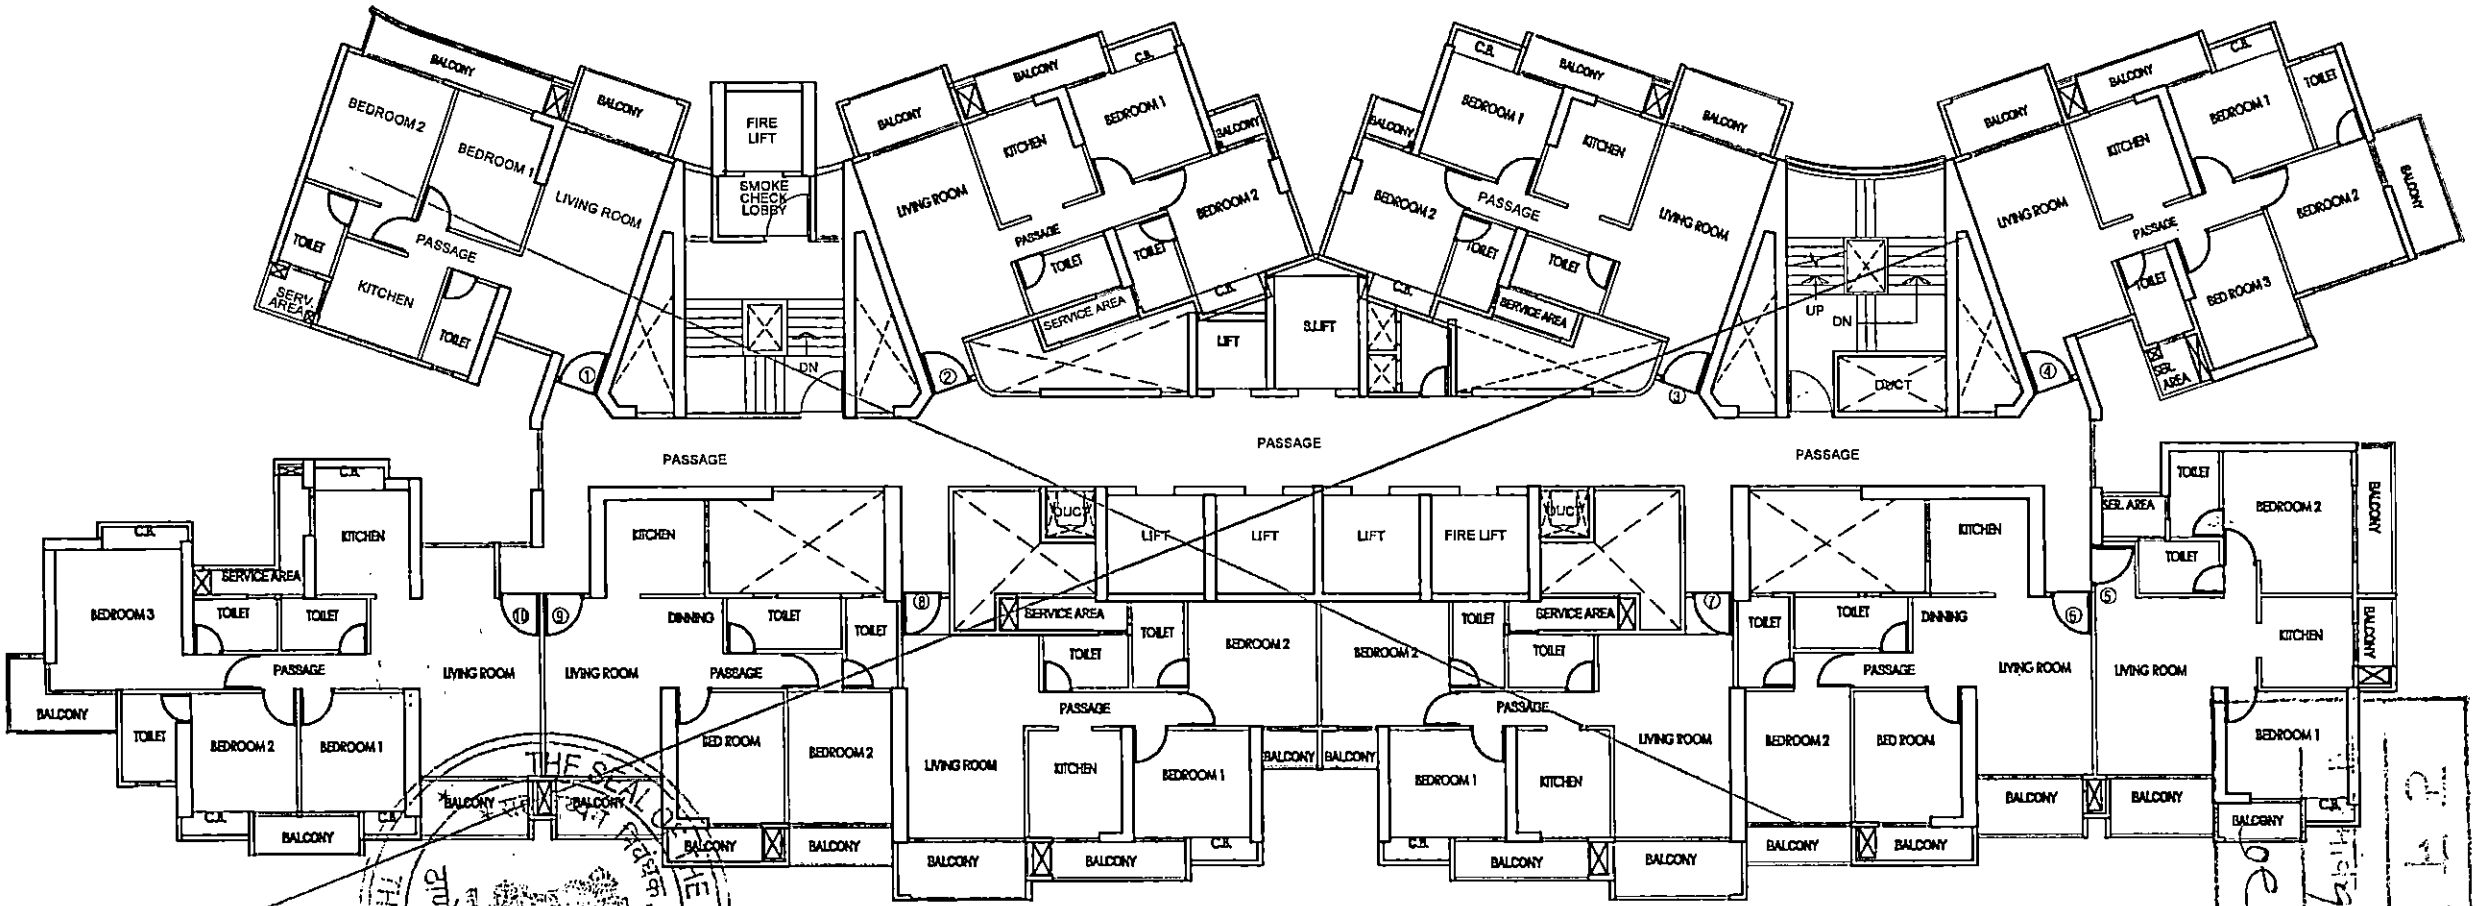 BALCONY
BALCONY
BEDROOM 2
BEDROOM 1
LIVING ROOM
TOILET
PASSAGE
SERV. AREA
KITCHEN
TOILET
①
FIRE LIFT
SMOKE CHECK LOBBY
DN
BALCONY
BALCONY
C.B.
KITCHEN
BEDROOM 1
BALCONY
LIVING ROOM
BEDROOM 2
PASSAGE
TOILET
TOILET
C.B.
SERVICE AREA
②
LIFT
S.LIFT
C.B.
BALCONY
BALCONY
BEDROOM 1
KITCHEN
BALCONY
BEDROOM 2
PASSAGE
LIVING ROOM
TOILET
TOILET
C.B.
SERVICE AREA
③
UP
DN
DUCT
BALCONY
BALCONY
C.B.
TOILET
BEDROOM 1
KITCHEN
BALCONY
LIVING ROOM
BEDROOM 2
PASSAGE
TOILET
BED ROOM 3
SER. AREA
④
PASSAGE
PASSAGE
PASSAGE
C.B.
C.B.
KITCHEN
SERVICE AREA
BEDROOM 3
TOILET
TOILET
⑩
PASSAGE
LIVING ROOM
BALCONY
TOILET
BEDROOM 2
BEDROOM 1
BALCONY
C.B.
BALCONY
C.B.
KITCHEN
⑨
DINNING
TOILET
TOILET
LIVING ROOM
PASSAGE
BED ROOM
BEDROOM 2
BALCONY
BALCONY
BALCONY
DUCT
LIFT
LIFT
LIFT
FIRE LIFT
DUCT
⑧
SERVICE AREA
TOILET
TOILET
BEDROOM 2
PASSAGE
LIVING ROOM
KITCHEN
BEDROOM 1
BALCONY
BALCONY
BALCONY
C.B.
BEDROOM 2
TOILET
SERVICE AREA
TOILET
⑦
PASSAGE
BALCONY
BEDROOM 1
KITCHEN
LIVING ROOM
C.B.
BALCONY
BALCONY
KITCHEN
TOILET
TOILET
DINNING
⑥
PASSAGE
LIVING ROOM
BEDROOM 2
BED ROOM
BALCONY
BALCONY
BALCONY
TOILET
BEDROOM 2
BALCONY
SER. AREA
TOILET
⑤
KITCHEN
BALCONY
LIVING ROOM
BEDROOM 1
BALCONY
C.B.
BALCONY
THE SEAL OF THE